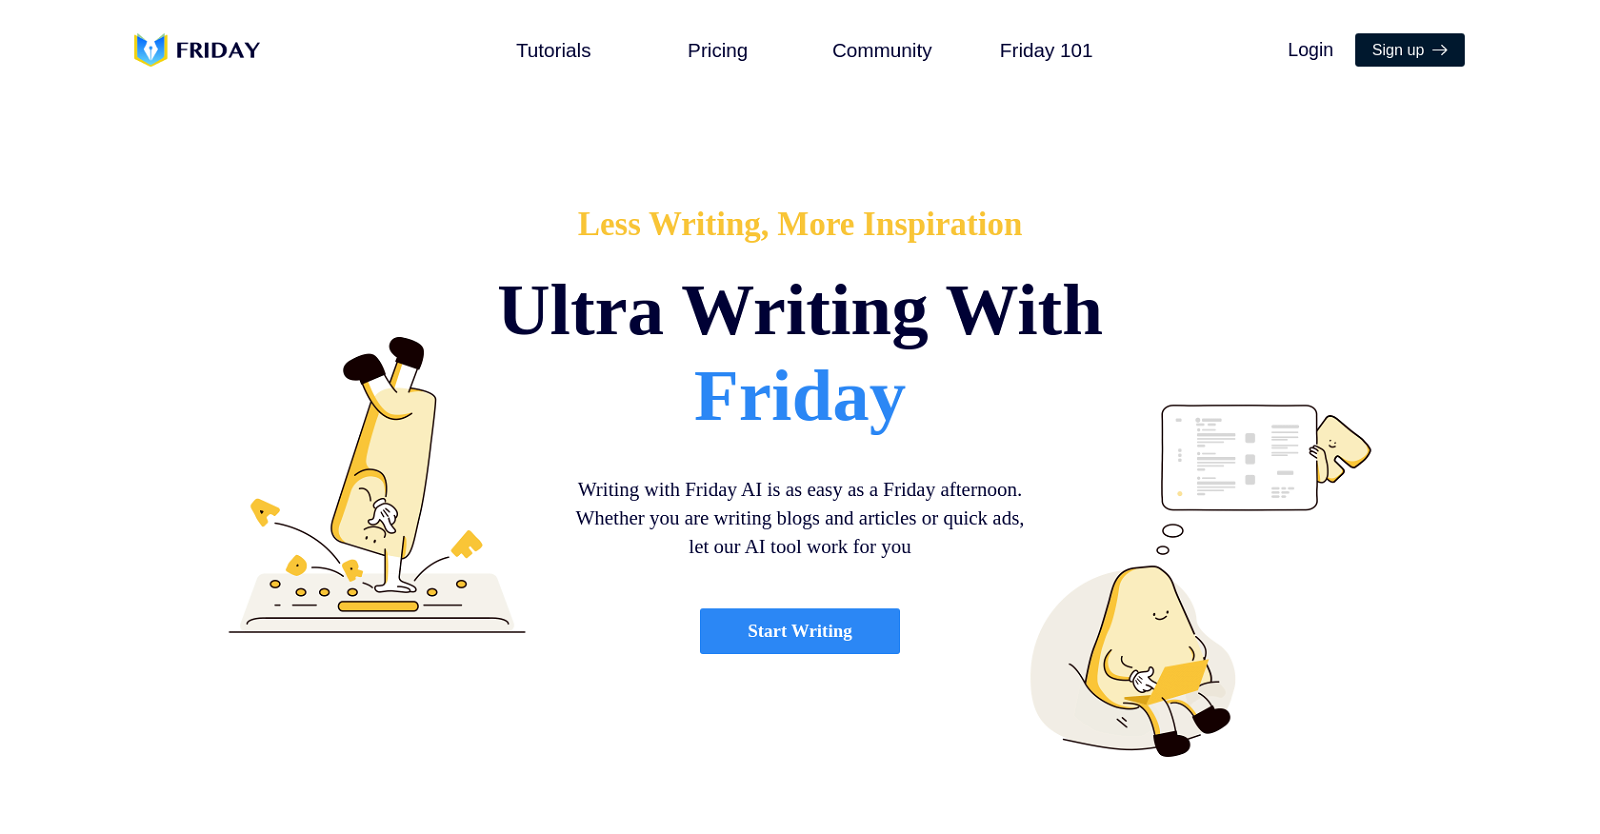 FRIDAY
Tutorials
Pricing
Community
Friday 101
Login
Sign up
Less Writing, More Inspiration
Ultra Writing With
Friday
Writing with Friday AI is as easy as a Friday afternoon.
Whether you are writing blogs and articles or quick ads,
let our AI tool work for you
Start Writing